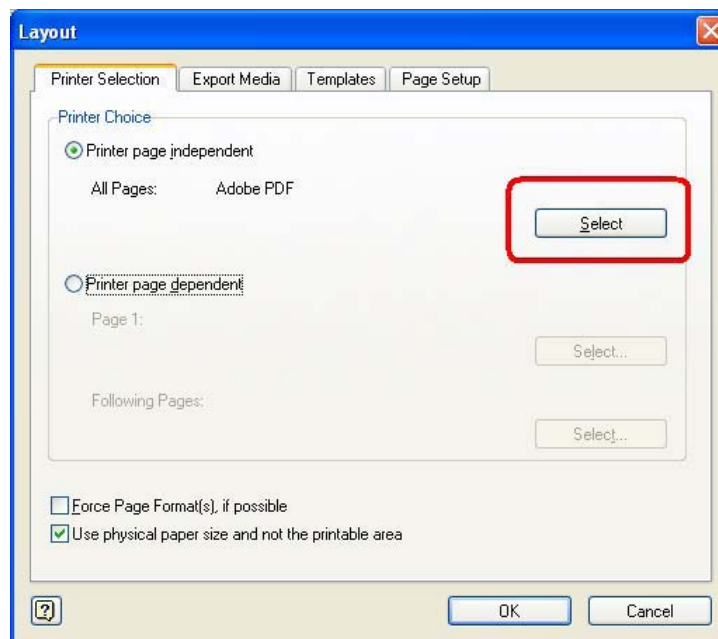 Layout
Printer Selection Export Media Templates Page Setup
Printer Choice
Printer page independent
All Pages: Adobe PDF
Select
Printer page dependent
Page 1:
Select...
Following Pages:
Select...
Force Page Format(s), if possible
Use physical paper size and not the printable area
OK Cancel